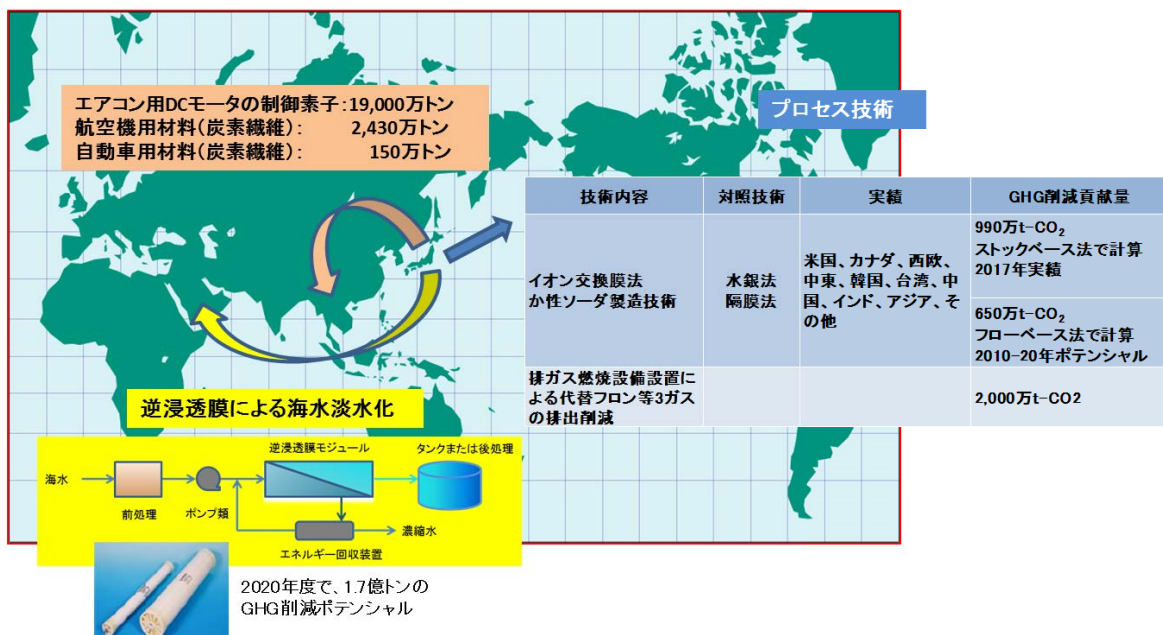 エアコン用DCモータの制御素子:19,000万トン
航空機用材料(炭素繊維): 2,430万トン
自動車用材料(炭素繊維): 150万トン
プロセス技術
技術内容 対照技術 実績 GHG削減貢献量
イオン交換膜法
か性ソーダ製造技術
水銀法
隔膜法
米国、カナダ、西欧、
中東、韓国、台湾、中
国、インド、アジア、そ
の他
990万t-CO₂
ストックベース法で計算
2017年実績
650万t-CO₂
フローベース法で計算
2010-20年ポテンシャル
排ガス燃焼設備設置に
よる代替フロン等3ガス
の排出削減
2,000万t-CO2
逆浸透膜による海水淡水化
逆浸透膜モジュール
タンクまたは後処理
海水
前処理
ポンプ類
濃縮水
エネルギー回収装置
2020年度で、1.7億トンの
GHG削減ポテンシャル